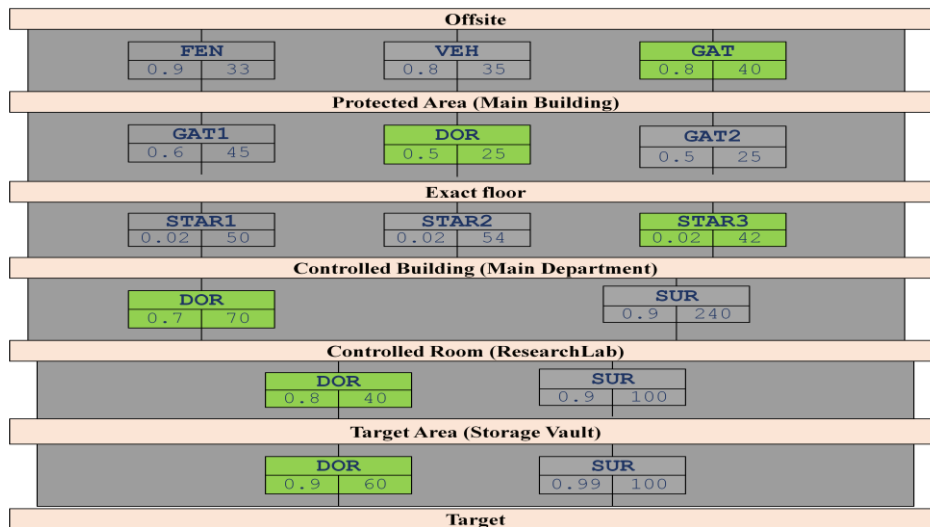 Offsite
FEN VEH GAT
0.9 33 0.8 35 0.8 40
Protected Area (Main Building)
GAT1 DOR GAT2
0.6 45 0.5 25 0.5 25
Exact floor
STAR1 STAR2 STAR3
0.02 50 0.02 54 0.02 42
Controlled Building (Main Department)
DOR SUR
0.7 70 0.9 240
Controlled Room (ResearchLab)
DOR SUR
0.8 40 0.9 100
Target Area (Storage Vault)
DOR SUR
0.9 60 0.99 100
Target